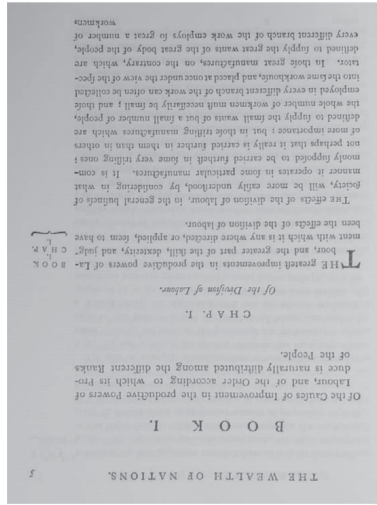 THE WEALTH OF NATIONS. 5
BOOK I.
Of the Cauſes of Improvement in the productive Powers of
Labour, and of the Order according to which its Pro-
duce is naturally diſtributed among the different Ranks
of the People.
CHAP. I.
Of the Diviſion of Labour.
THE greateſt improvements in the productive powers of La-
bour, and the greater part of the ſkill, dexterity, and judg-
ment with which it is any where directed, or applied, ſeem to have
been the effects of the diviſion of labour.
BOOK
I.
CHAP
I.
THE effects of the diviſion of labour, in the general buſineſs of
ſociety, will be more eaſily underſtood, by conſidering in what
manner it operates in ſome particular manufactures. It is com-
monly ſuppoſed to be carried furtheſt in ſome very trifling ones;
not perhaps that it really is carried further in them than in others
of more importance: but in thoſe trifling manufactures which are
deſtined to ſupply the ſmall wants of but a ſmall number of people,
the whole number of workmen muſt neceſſarily be ſmall; and thoſe
employed in every different branch of the work can often be collected
into the ſame workhouſe, and placed at once under the view of the ſpec-
tator. In thoſe great manufactures, on the contrary, which are
deſtined to ſupply the great wants of the great body of the people,
every different branch of the work employs ſo great a number of
workmen,